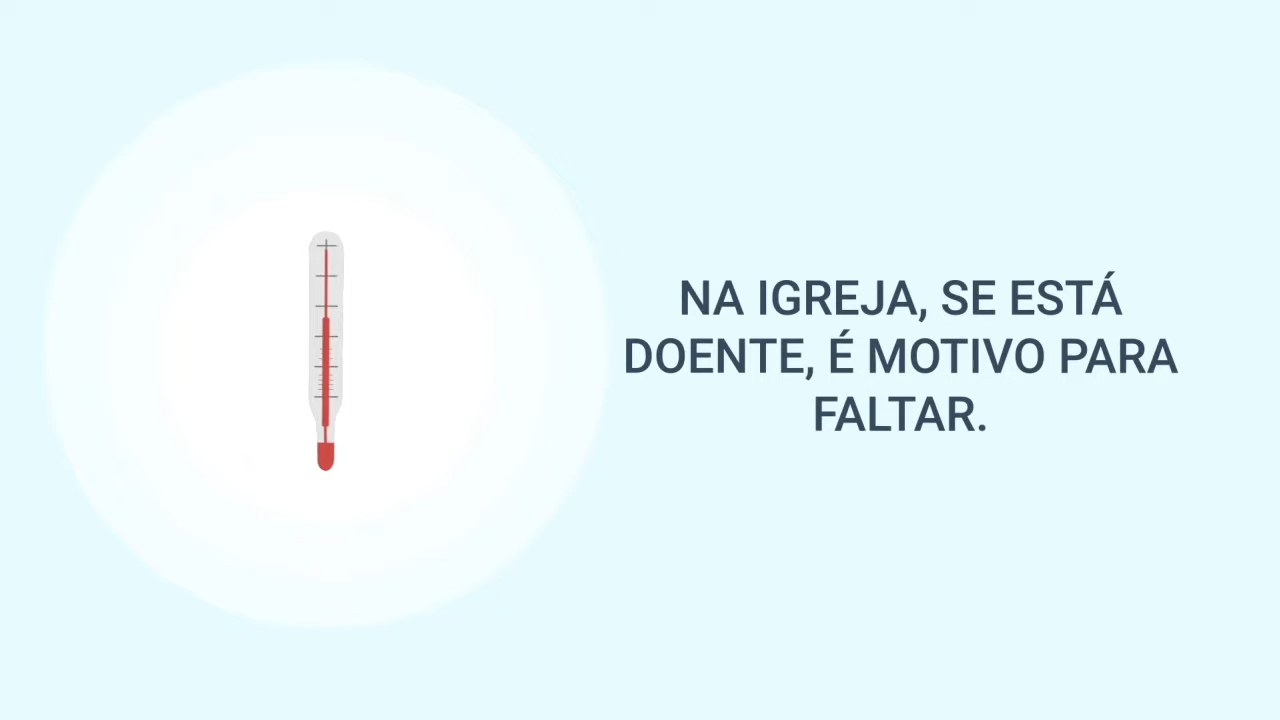 NA IGREJA, SE ESTÁ
DOENTE, É MOTIVO PARA
FALTAR.